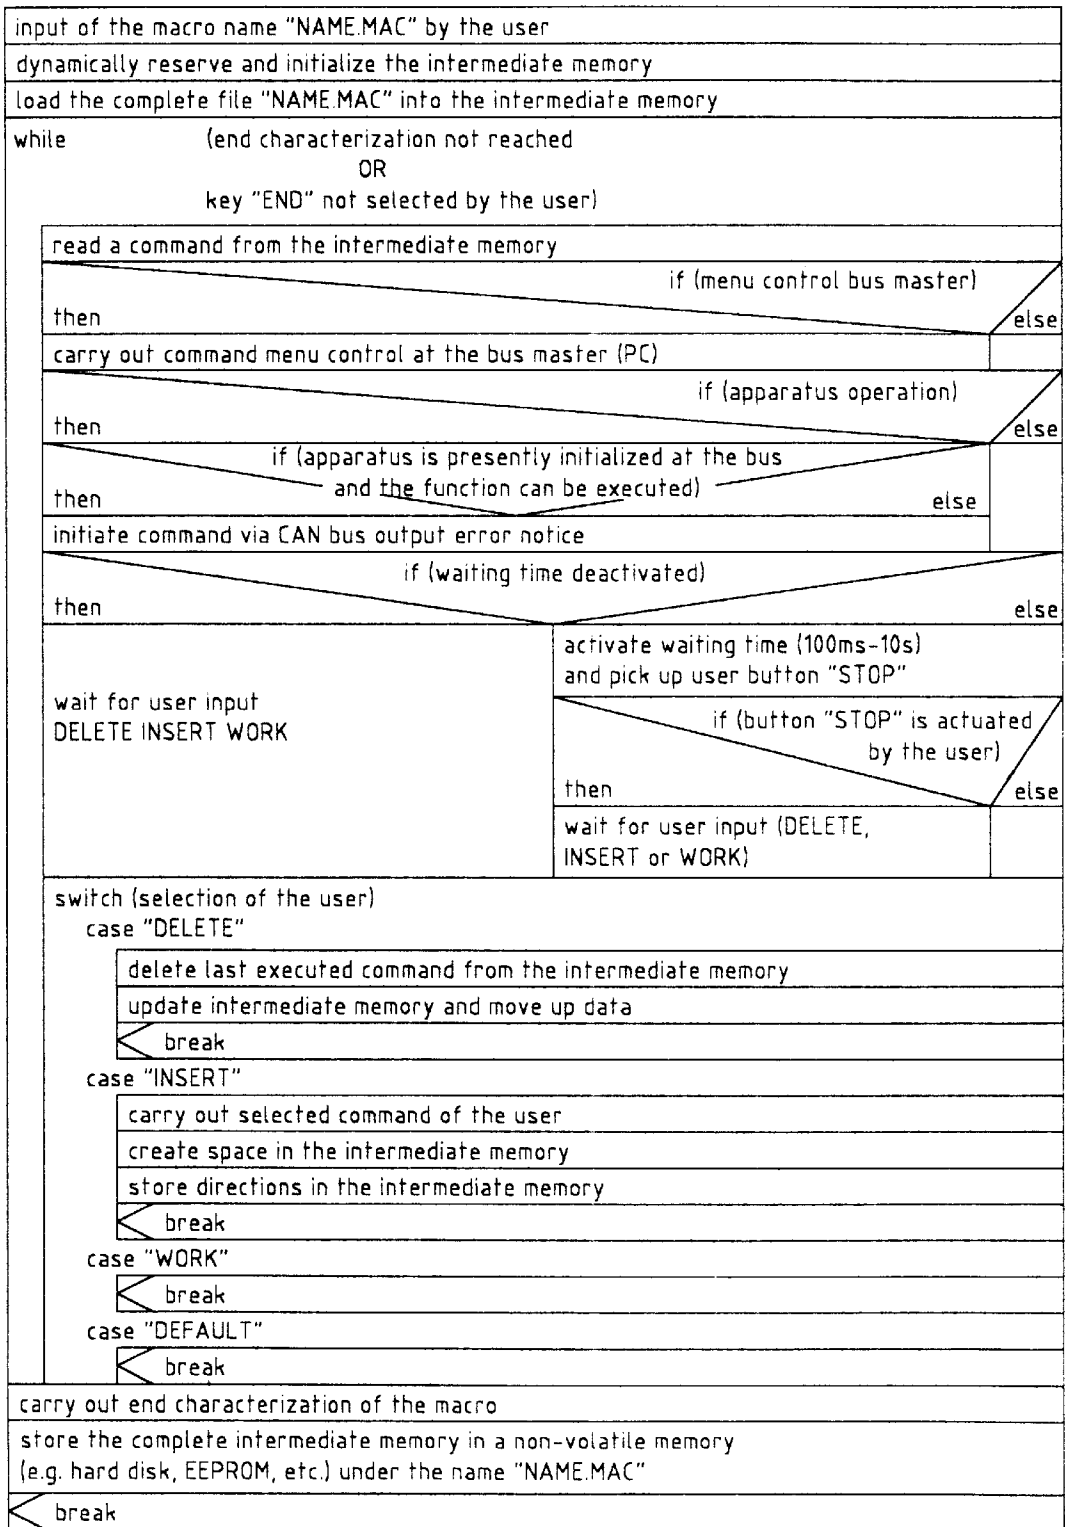 input of the macro name "NAME.MAC" by the user
dynamically reserve and initialize the intermediate memory
load the complete file "NAME.MAC" into the intermediate memory
while (end characterization not reached
OR
key "END" not selected by the user)
read a command from the intermediate memory
if (menu control bus master)
then else
carry out command menu control at the bus master (PC)
if (apparatus operation)
then else
if (apparatus is presently initialized at the bus
and the function can be executed)
then else
initiate command via CAN bus output error notice
if (waiting time deactivated)
then else
activate waiting time (100ms-10s)
and pick up user button "STOP"
wait for user input
DELETE INSERT WORK
if (button "STOP" is actuated
by the user)
then else
wait for user input (DELETE,
INSERT or WORK)
switch (selection of the user)
case "DELETE"
delete last executed command from the intermediate memory
update intermediate memory and move up data
break
case "INSERT"
carry out selected command of the user
create space in the intermediate memory
store directions in the intermediate memory
break
case "WORK"
break
case "DEFAULT"
break
carry out end characterization of the macro
store the complete intermediate memory in a non-volatile memory
(e.g. hard disk, EEPROM, etc.) under the name "NAME.MAC"
break